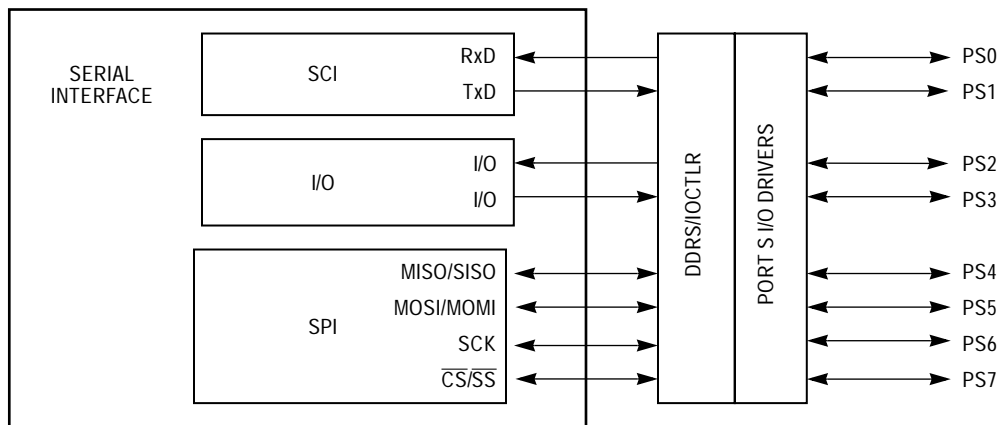 SERIAL
INTERFACE
SCI
RxD
TxD
I/O
I/O
I/O
SPI
MISO/SISO
MOSI/MOMI
SCK
CS/SS
DDRS/IOCTLR
PORT S I/O DRIVERS
PS0
PS1
PS2
PS3
PS4
PS5
PS6
PS7